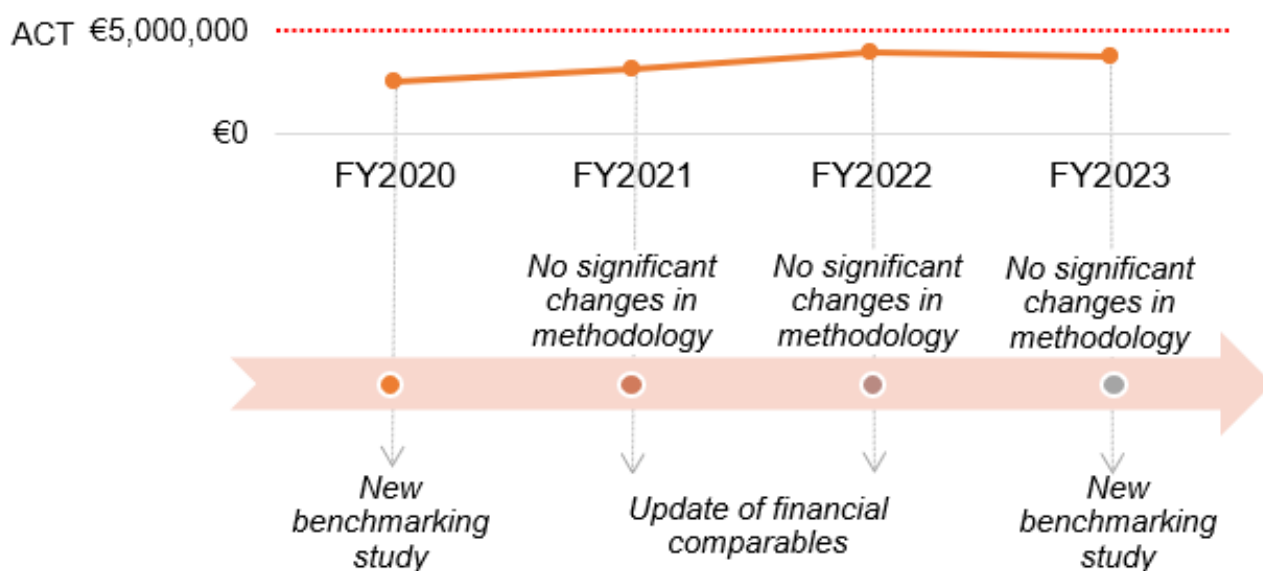 ACT €5,000,000
€0
FY2020 FY2021 FY2022 FY2023
No significant
changes in
methodology
No significant
changes in
methodology
No significant
changes in
methodology
New
benchmarking
study
Update of financial
comparables
New
benchmarking
study